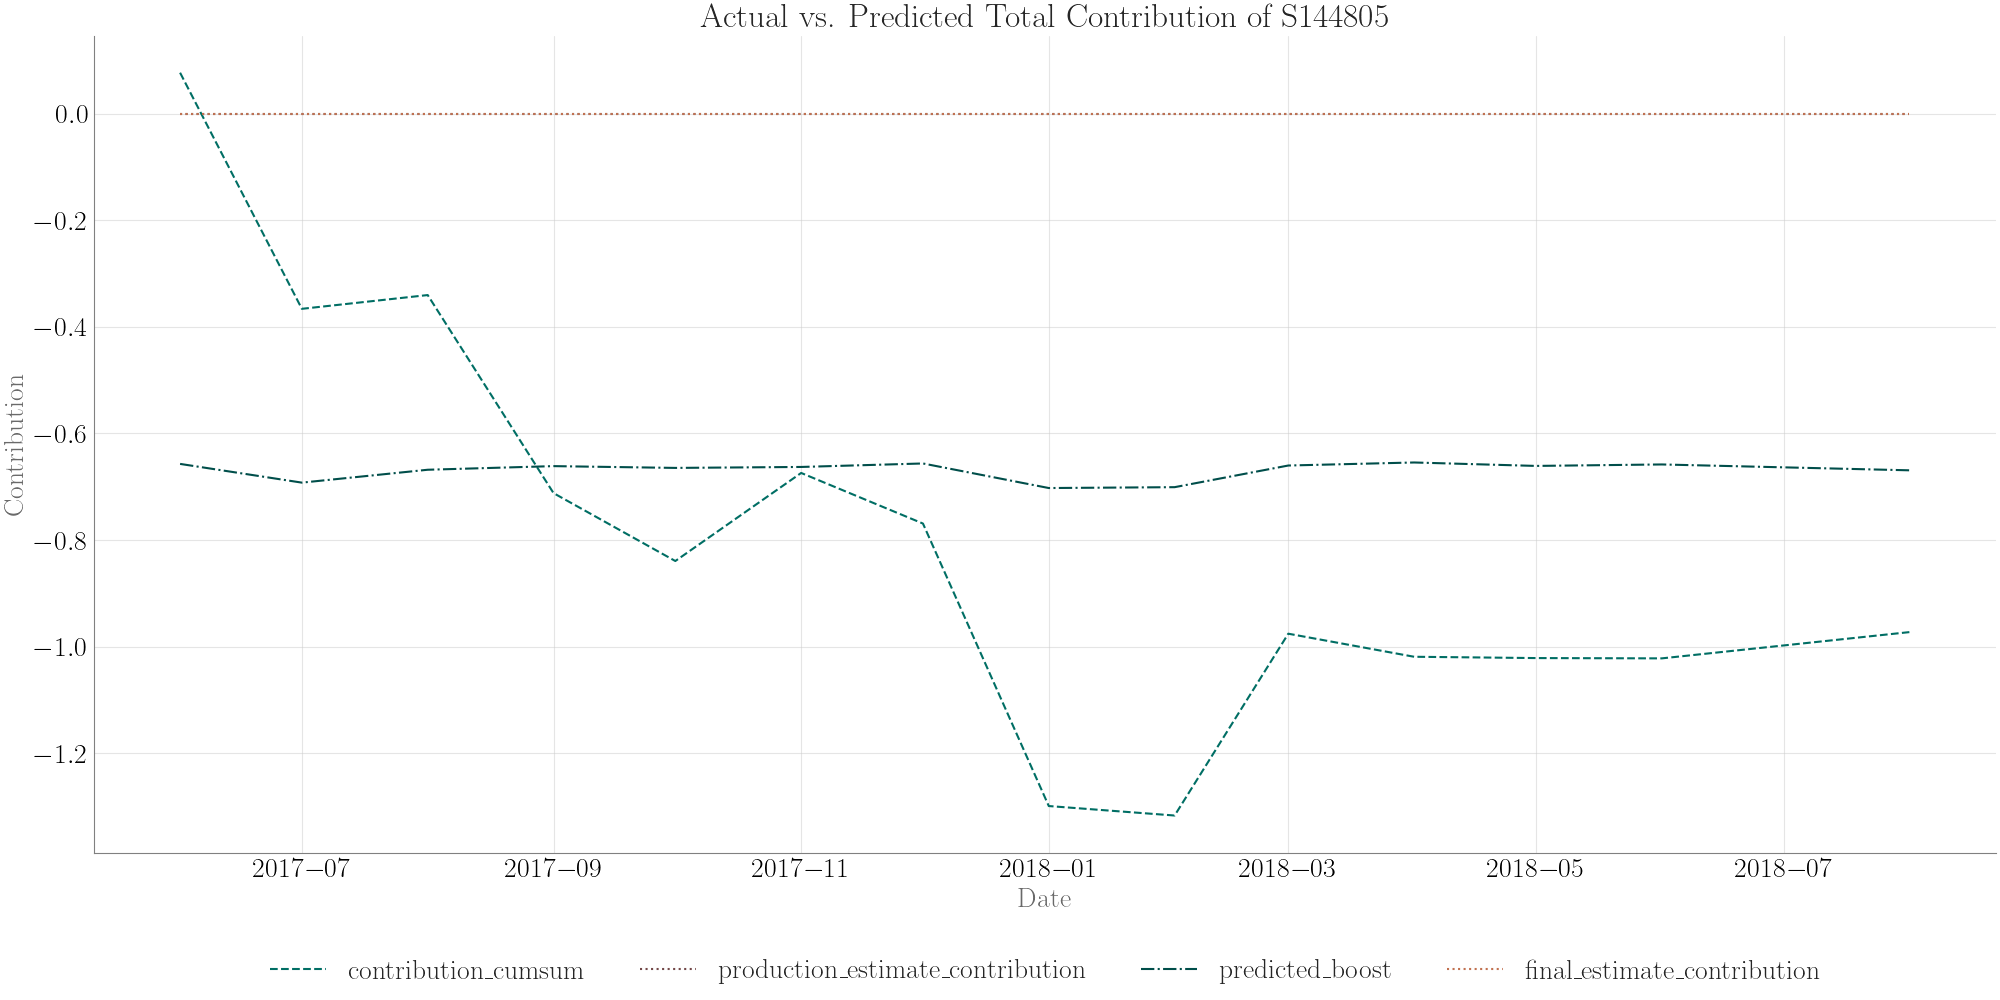 Actual vs. Predicted Total Contribution of S144805
Contribution
0.0
−0.2
−0.4
−0.6
−0.8
−1.0
−1.2
2017−07 2017−09 2017−11 2018−01 2018−03 2018−05 2018−07
Date
contribution_cumsum production_estimate_contribution predicted_boost final_estimate_contribution